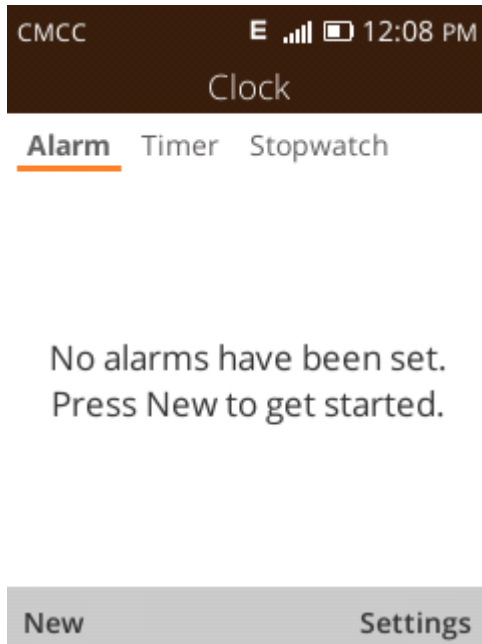 CMCC E 12:08 PM
Clock
Alarm Timer Stopwatch
No alarms have been set.
Press New to get started.
New Settings